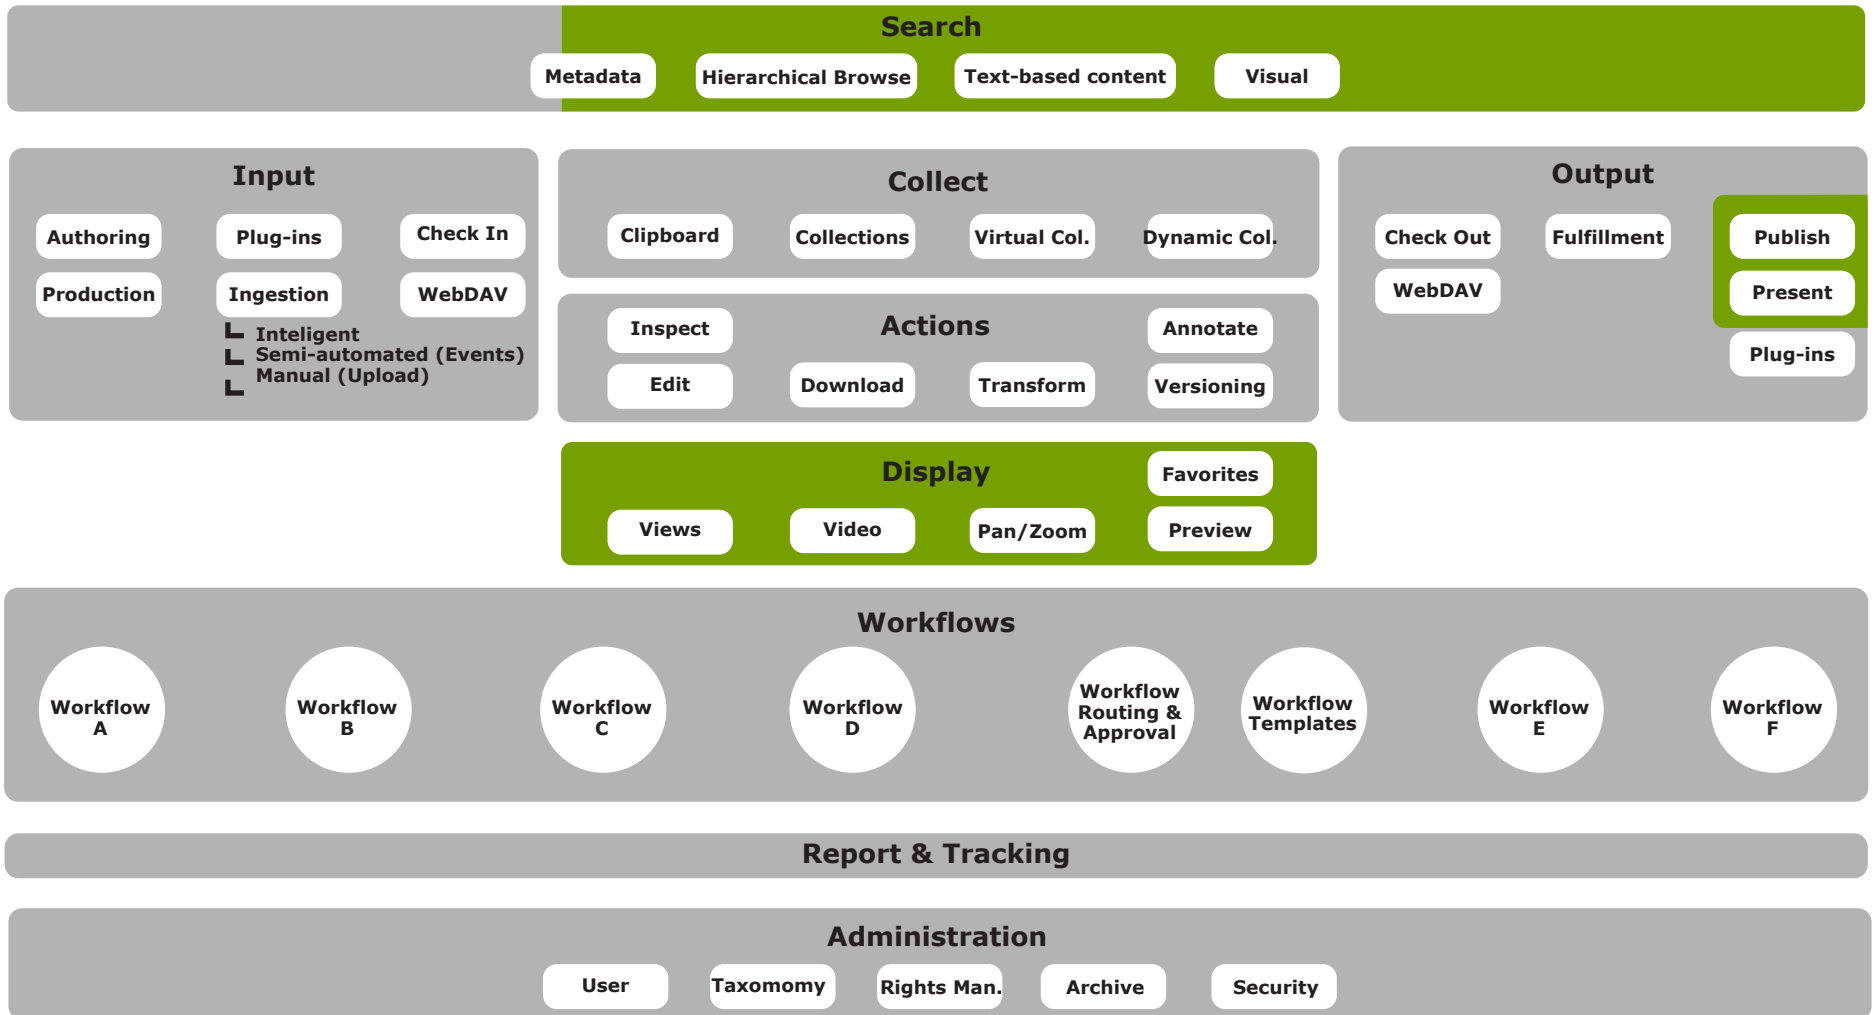 Search
Metadata
Hierarchical Browse
Text-based content
Visual
Input
Authoring
Plug-ins
Check In
Production
Ingestion
WebDAV
Inteligent
Semi-automated (Events)
Manual (Upload)
Collect
Clipboard
Collections
Virtual Col.
Dynamic Col.
Actions
Inspect
Annotate
Edit
Download
Transform
Versioning
Output
Check Out
Fulfillment
Publish
WebDAV
Present
Plug-ins
Display
Favorites
Views
Video
Pan/Zoom
Preview
Workflows
Workflow
A
Workflow
B
Workflow
C
Workflow
D
Workflow
Routing &
Approval
Workflow
Templates
Workflow
E
Workflow
F
Report & Tracking
Administration
User
Taxomomy
Rights Man.
Archive
Security